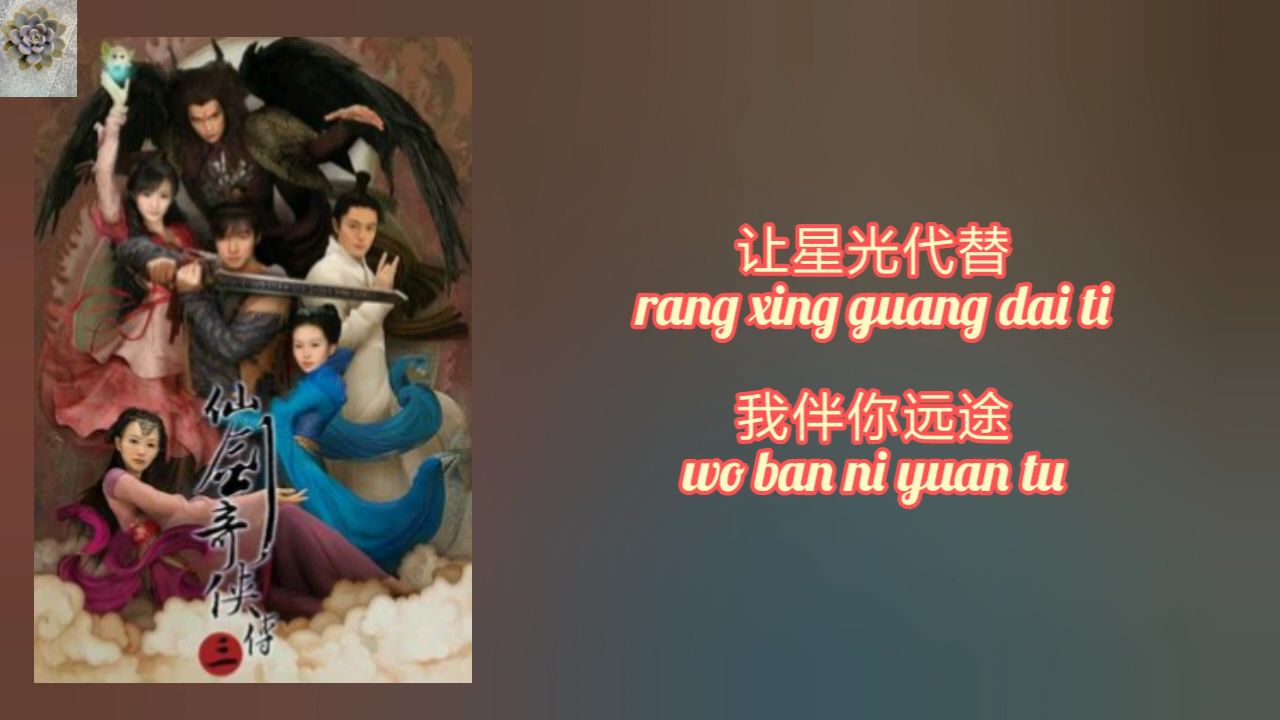 仙剑奇侠传
三
让星光代替
rang xing guang dai ti
我伴你远途
wo ban ni yuan tu